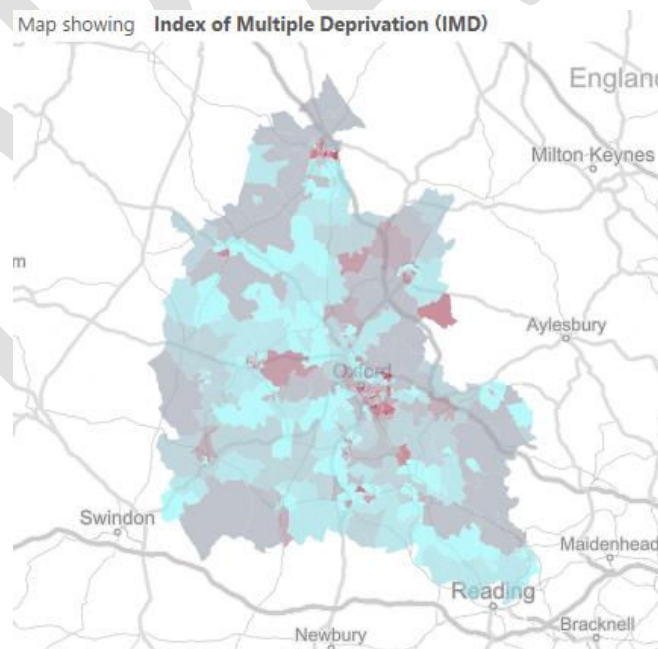 Map showing Index of Multiple Deprivation (IMD)
England
Milton Keynes
m
Aylesbury
Oxford
Swindon
Maidenhead
Reading
Bracknell
Newbury